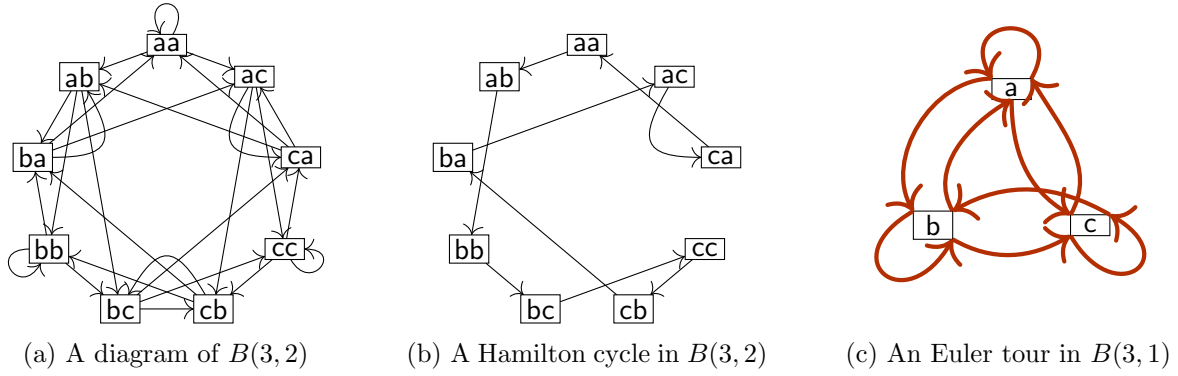 aa
ab
ac
ba
ca
bb
cc
bc
cb
(a) A diagram of B(3, 2)
aa
ab
ac
ba
ca
bb
cc
bc
cb
(b) A Hamilton cycle in B(3, 2)
a
b
c
(c) An Euler tour in B(3, 1)